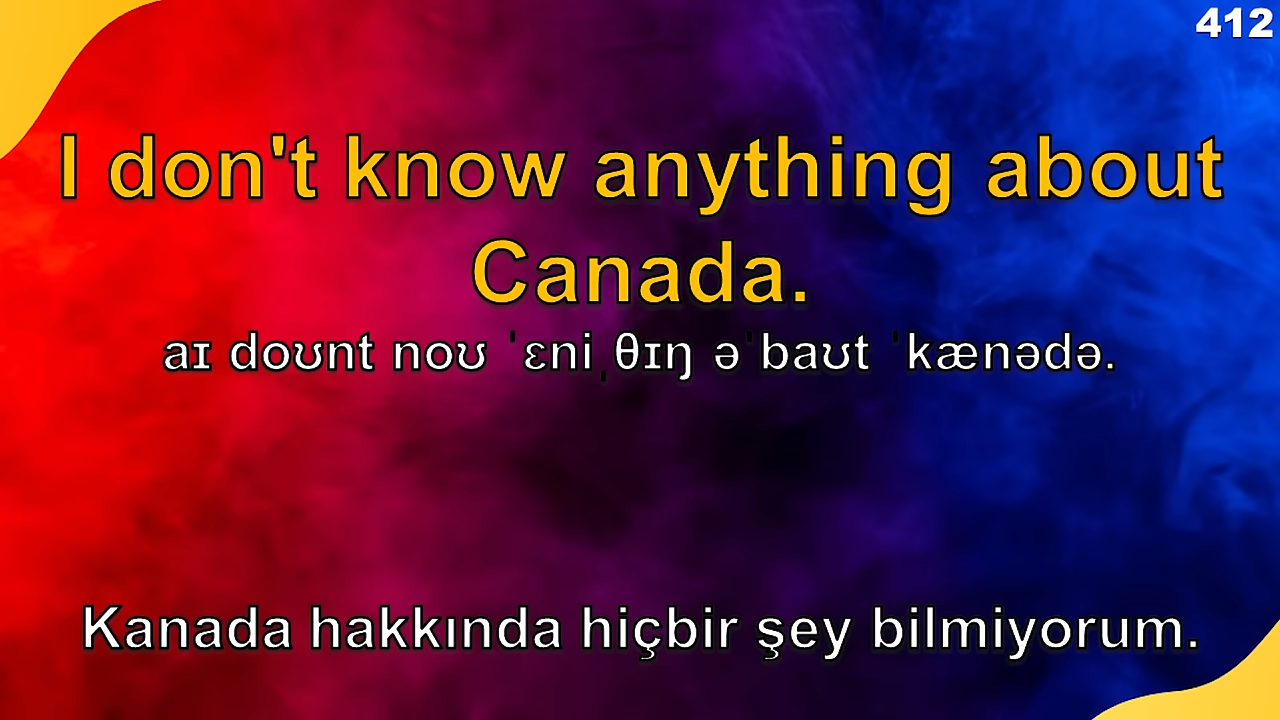 412
I don't know anything about
Canada.
aɪ doʊnt noʊ ˈɛniˌθɪŋ əˈbaʊt ˈkænədə.
Kanada hakkında hiçbir şey bilmiyorum.